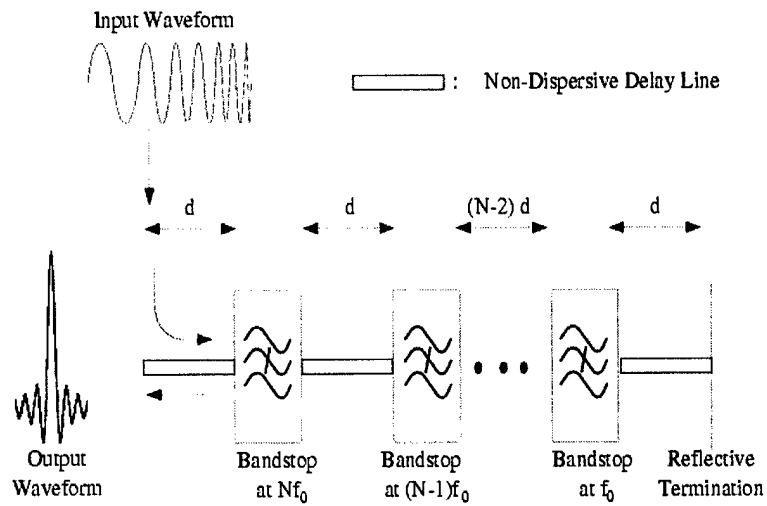 Input Waveform
: Non-Dispersive Delay Line
d d (N-2) d d
Output
Waveform
Bandstop
at Nf₀
Bandstop
at (N-1)f₀
Bandstop
at f₀
Reflective
Termination